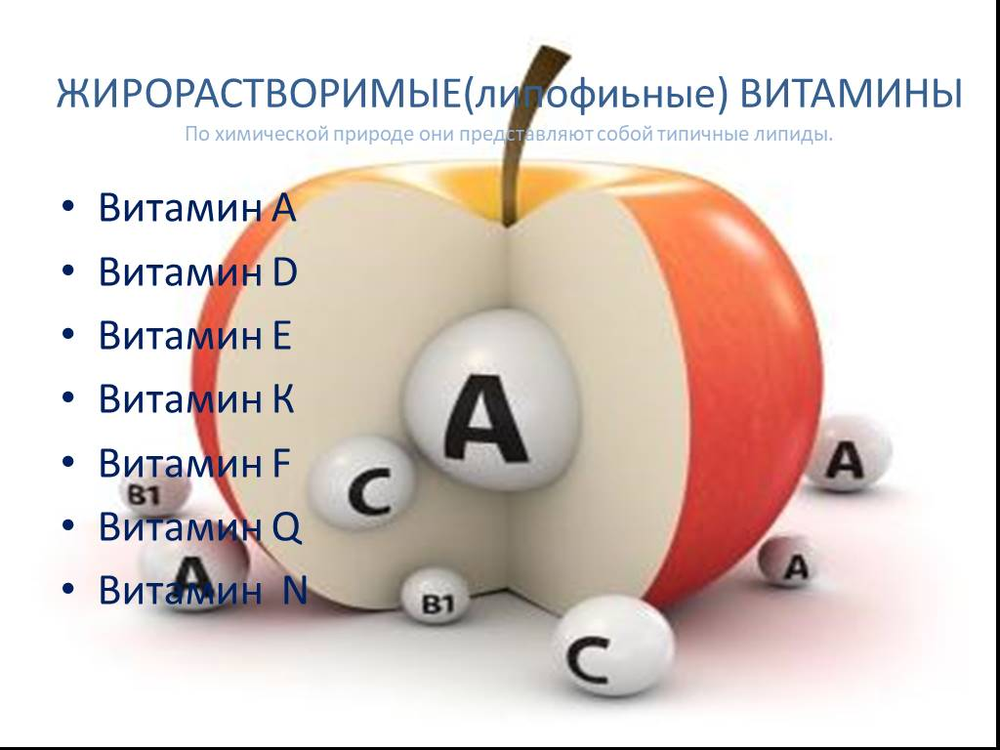 ЖИРОРАСТВОРИМЫЕ(липофиьные) ВИТАМИНЫ
По химической природе они представляют собой типичные липиды.
• Витамин А
• Витамин D
• Витамин Е
• Витамин К
• Витамин F
• Витамин Q
• Витамин N
A
C
B1
A
B1
C
A
A